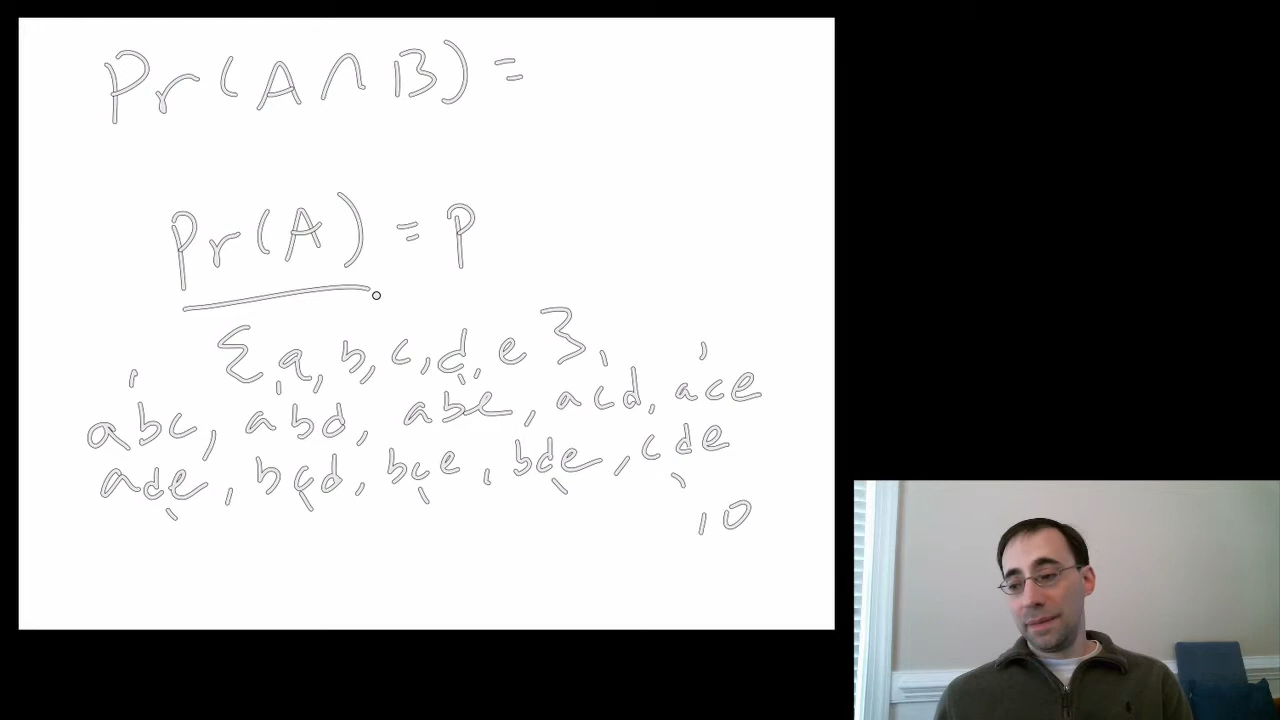 Pr(A∩B) =
Pr(A) = P
{a, b, c, d, e}
abc, abd, abe, acd, ace
ade, bcd, bce, bde, cde
, 10